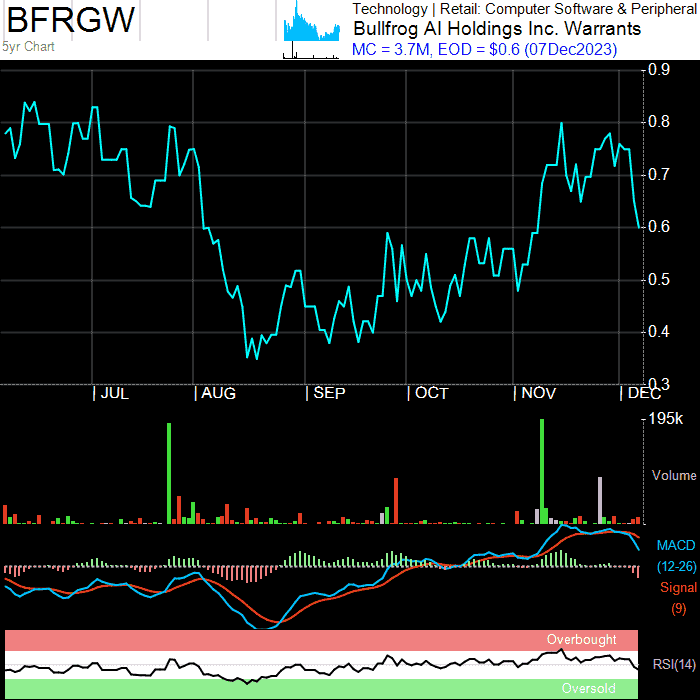 BFRGW
5yr Chart
Technology | Retail: Computer Software & Peripheral
Bullfrog AI Holdings Inc. Warrants
MC = 3.7M, EOD = $0.6 (07Dec2023)
0.9
0.8
0.7
0.6
0.5
0.4
0.3
| JUL | AUG | SEP | OCT | NOV | DEC
195k
Volume
MACD
(12-26)
Signal
(9)
Overbought
RSI(14)
Oversold